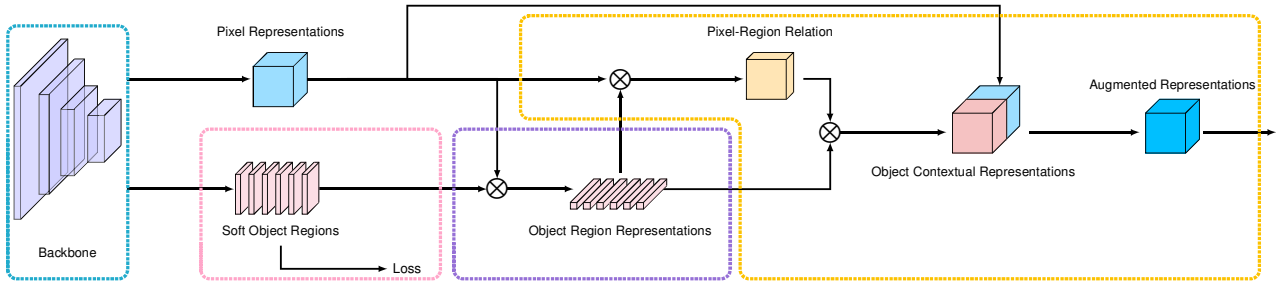 Pixel Representations
Pixel-Region Relation
Augmented Representations
Object Contextual Representations
Soft Object Regions
Object Region Representations
Backbone
Loss